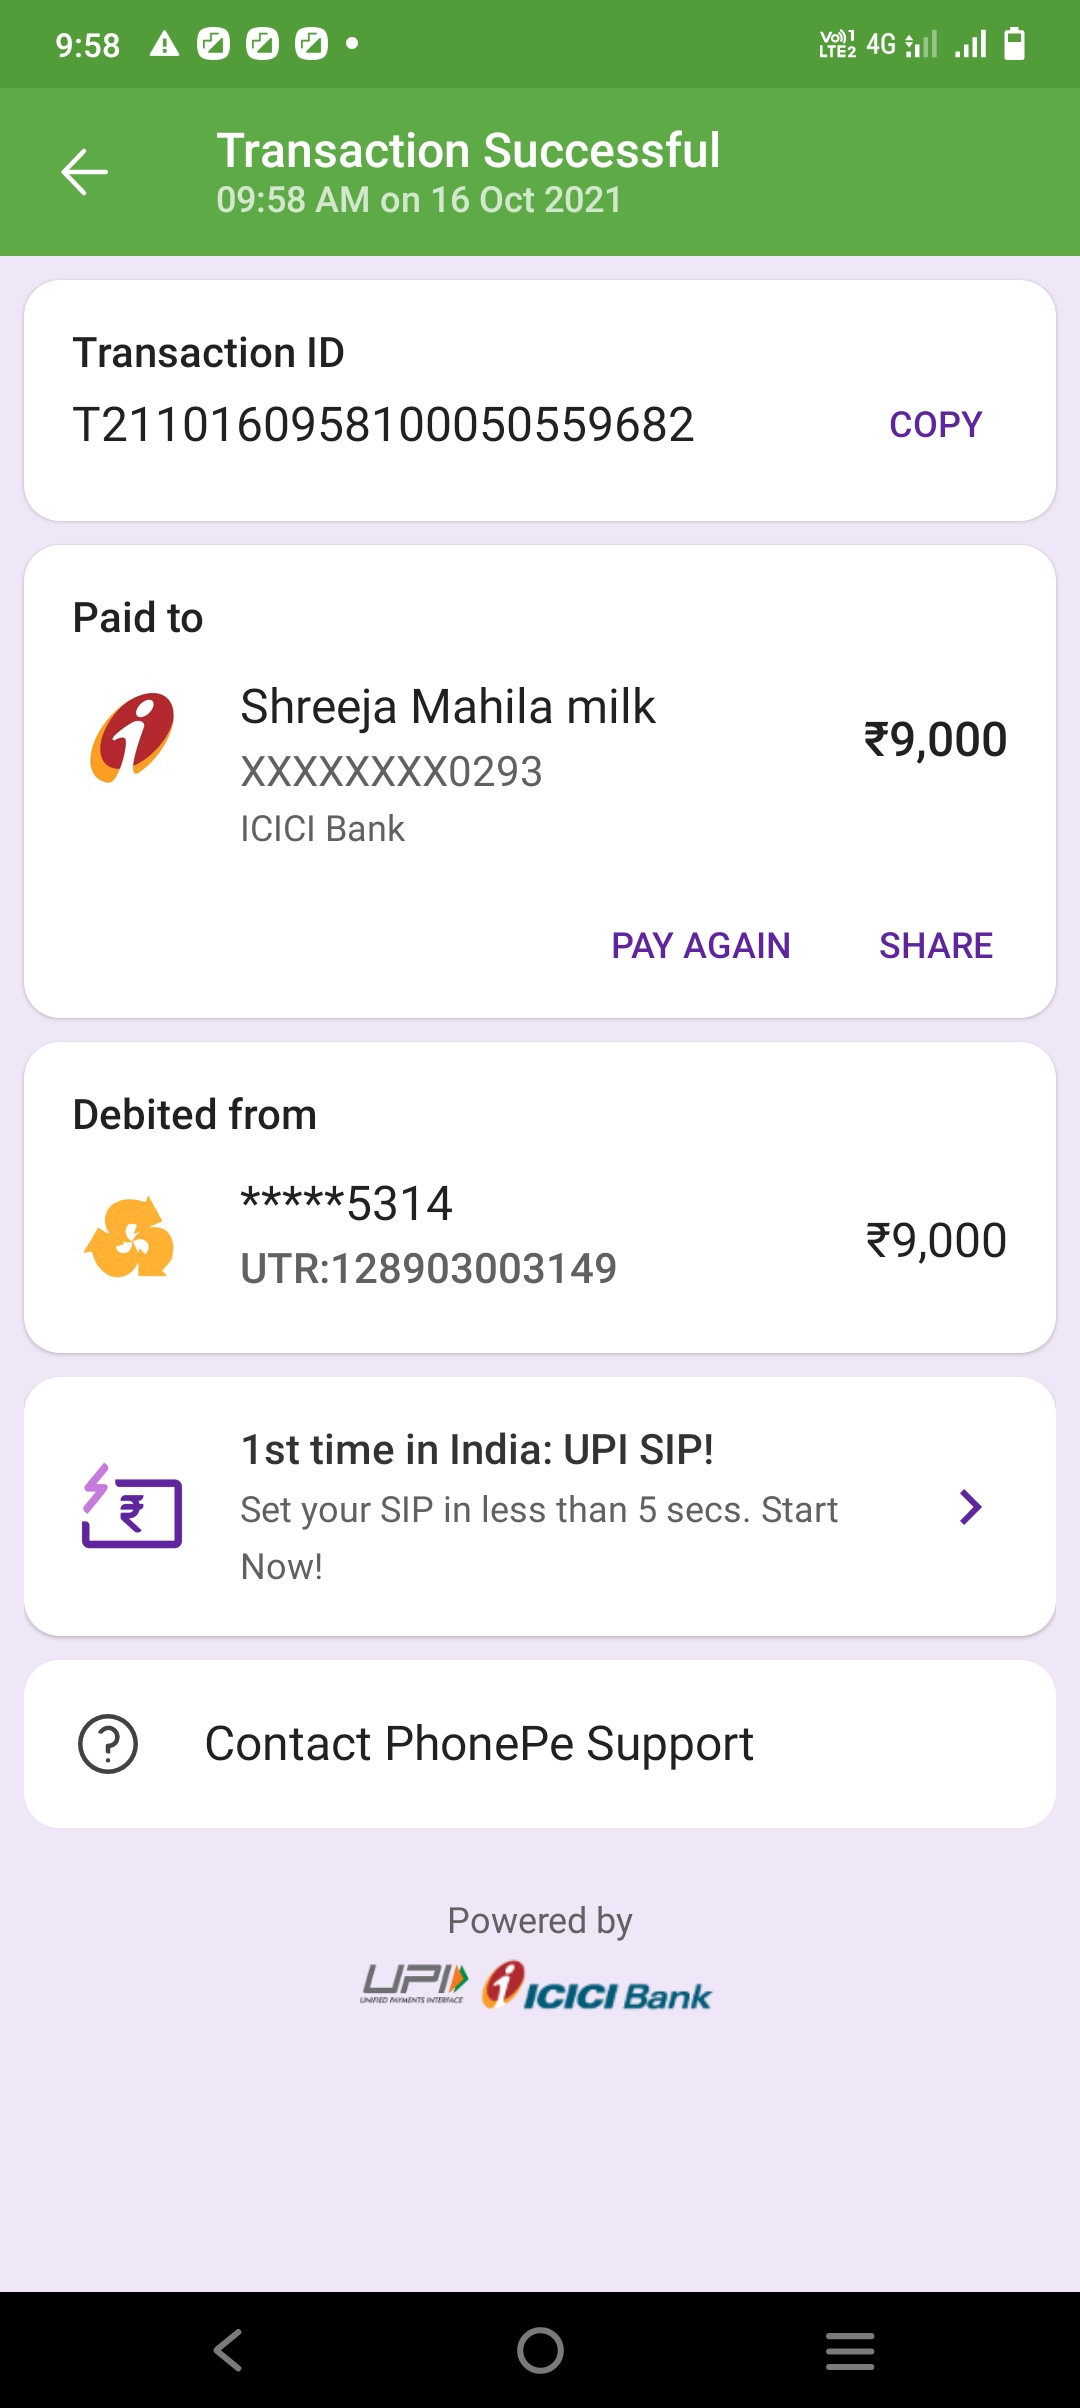 9:58
Vo))1
LTE2 4G
Transaction Successful
09:58 AM on 16 Oct 2021
Transaction ID
T2110160958100050559682 COPY
Paid to
Shreeja Mahila milk
XXXXXXXX0293
₹9,000
ICICI Bank
PAY AGAIN SHARE
Debited from
*****5314
UTR:128903003149
₹9,000
1st time in India: UPI SIP!
Set your SIP in less than 5 secs. Start
Now!
Contact PhonePe Support
Powered by
UPI ICICI Bank
UNIFIED PAYMENTS INTERFACE